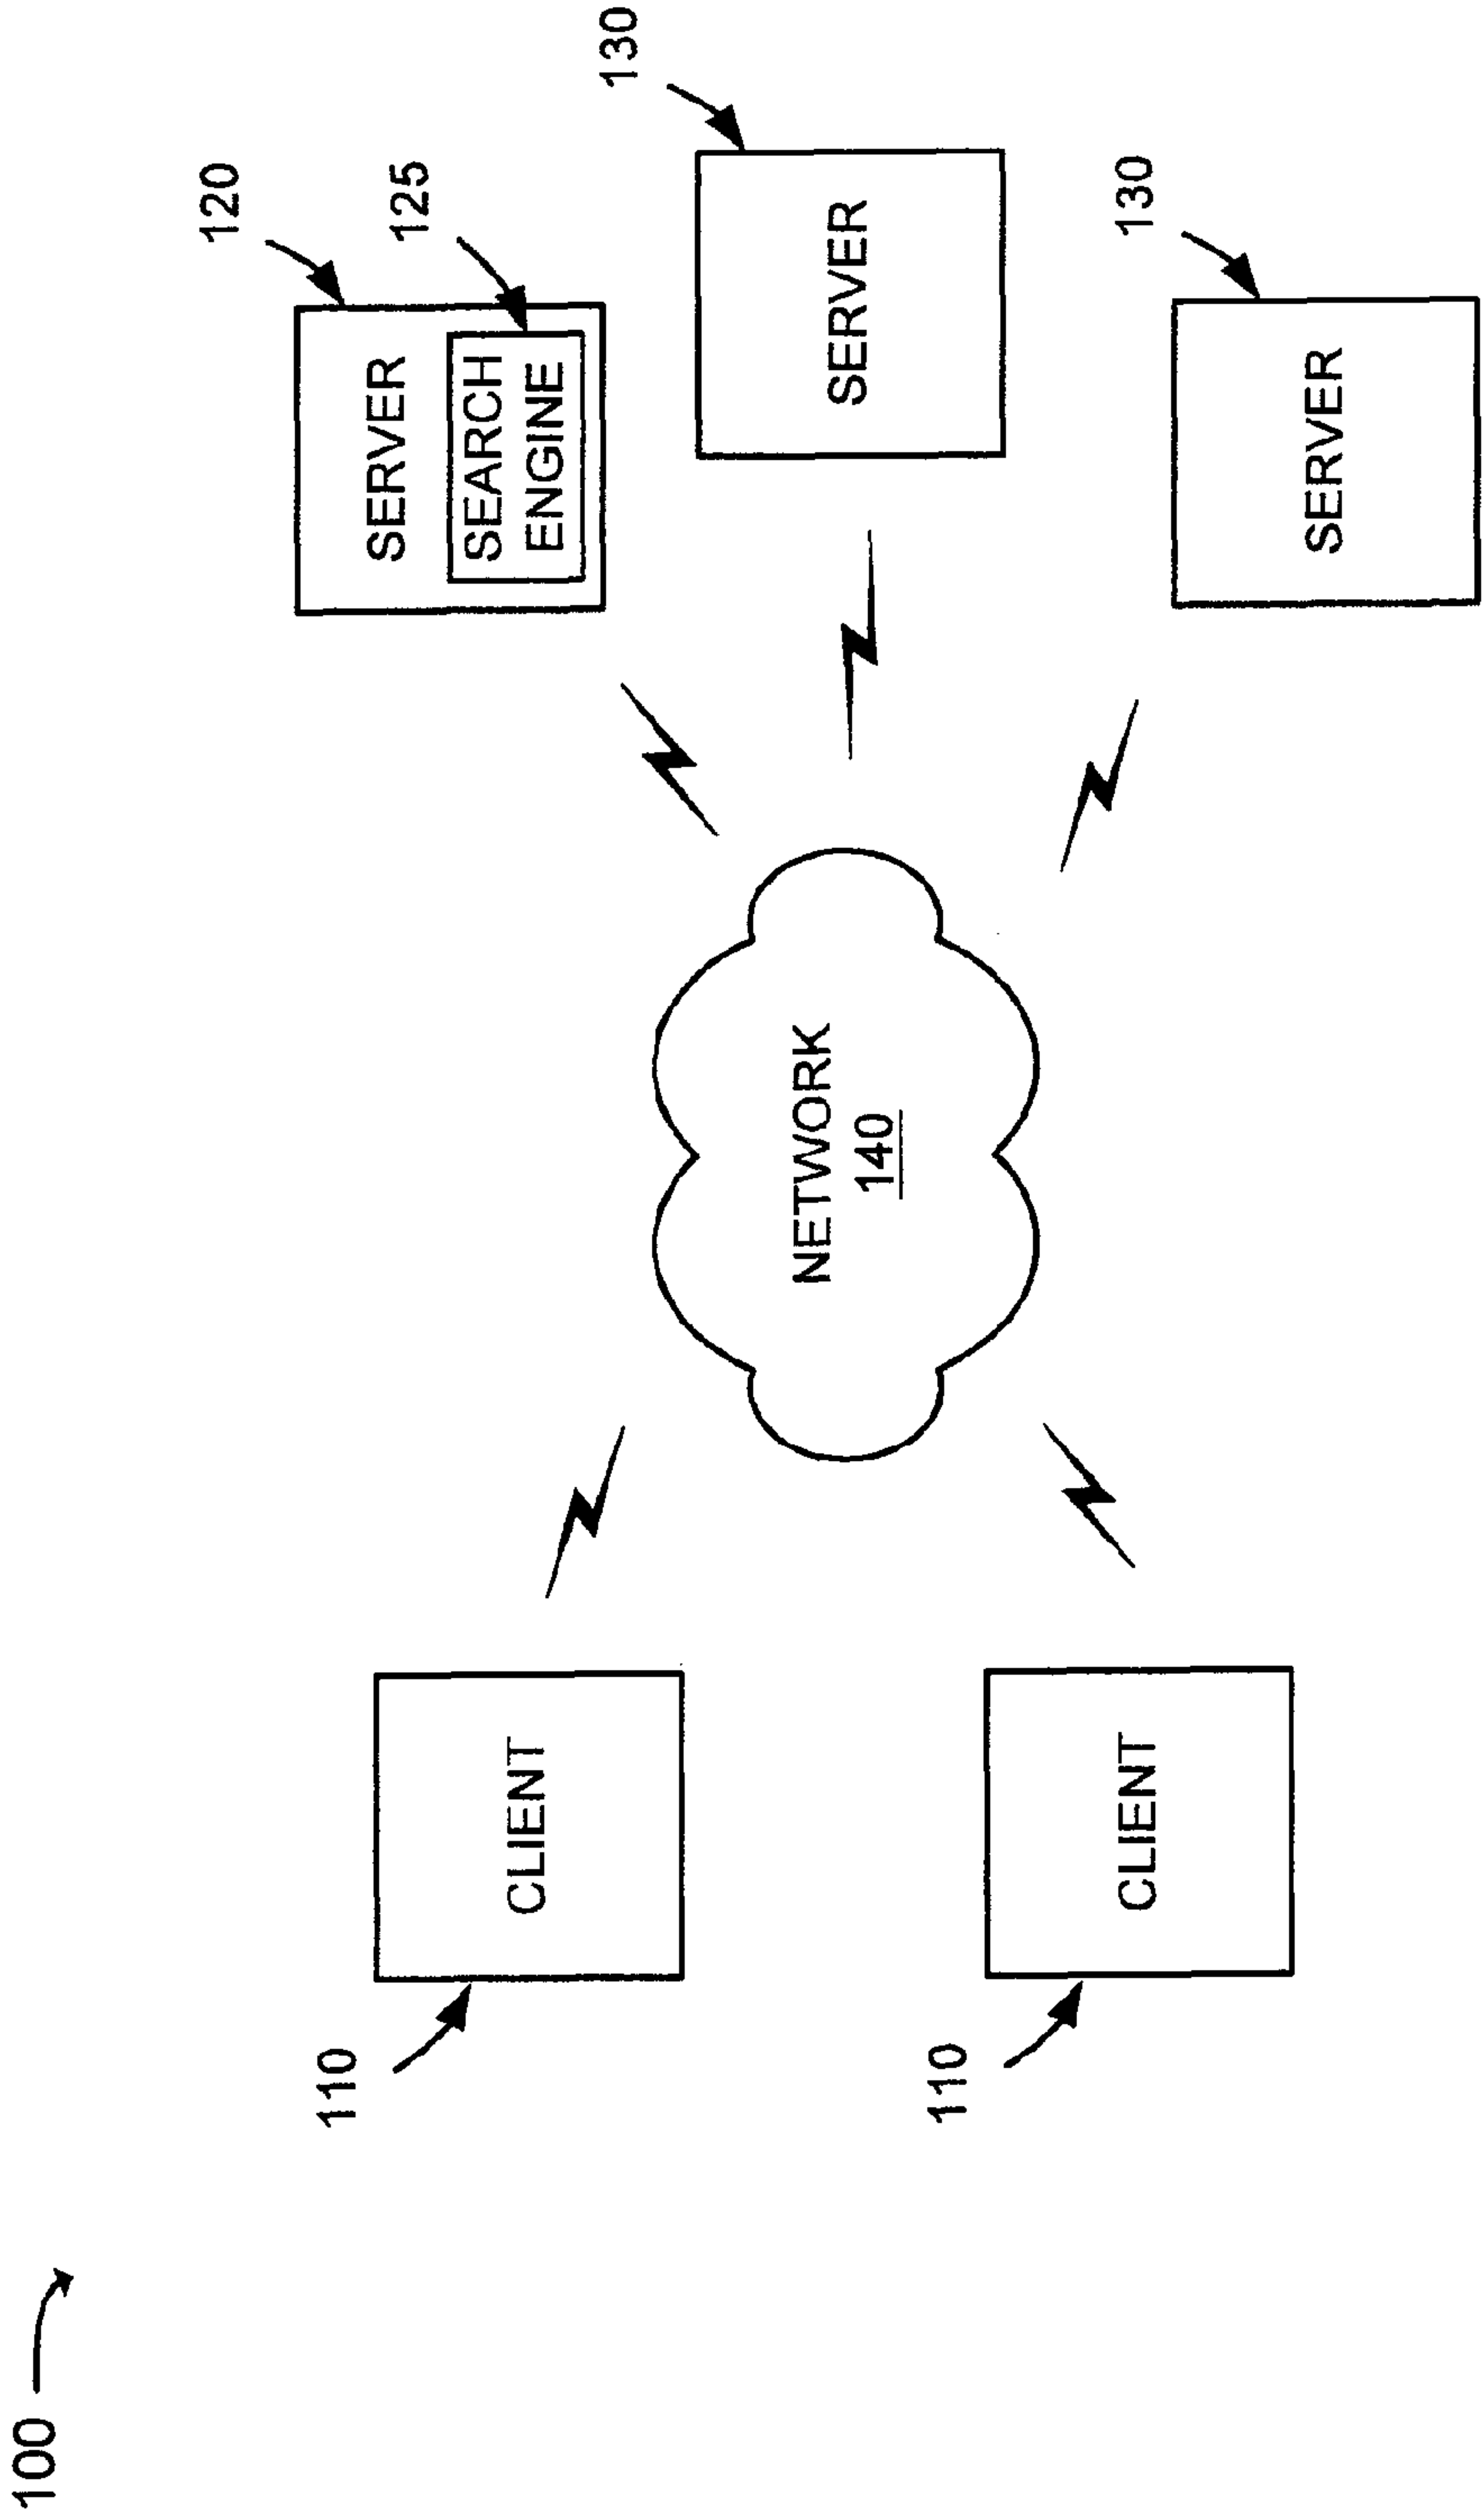 100
110
CLIENT
110
CLIENT
NETWORK
140
120
SERVER
125
SEARCH
ENGINE
130
SERVER
130
SERVER